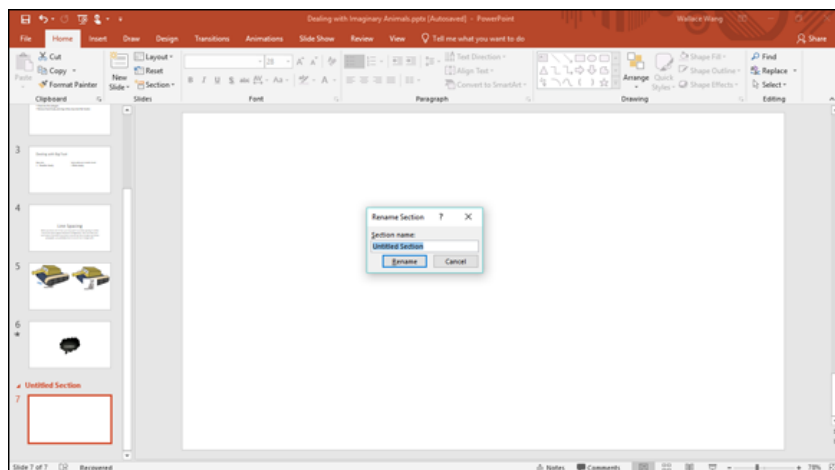 Dealing with Imaginary Animals.pptx [Autosaved] - PowerPoint
Wallace Wang
File Home Insert Draw Design Transitions Animations Slide Show Review View Tell me what you want to do
Share
Paste
Cut
Copy
Format Painter
Clipboard
New
Slide
Layout
Reset
Section
Slides
28
Font
Text Direction
Align Text
Convert to SmartArt
Paragraph
Arrange
Quick
Styles
Shape Fill
Shape Outline
Shape Effects
Drawing
Find
Replace
Select
Editing
3
4
Line Spacing
5
6
Untitled Section
7
Rename Section ? X
Section name:
Untitled Section
Rename Cancel
Slide 7 of 7 Recovered
Notes Comments
78%